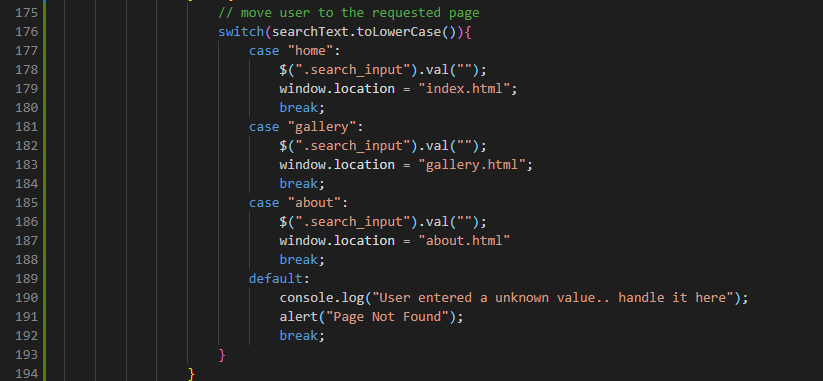 175 // move user to the requested page
176 switch(searchText.toLowerCase()){
177 case "home":
178 $(".search_input").val("");
179 window.location = "index.html";
180 break;
181 case "gallery":
182 $(".search_input").val("");
183 window.location = "gallery.html";
184 break;
185 case "about":
186 $(".search_input").val("");
187 window.location = "about.html"
188 break;
189 default:
190 console.log("User entered a unknown value.. handle it here");
191 alert("Page Not Found");
192 break;
193 }
194 }